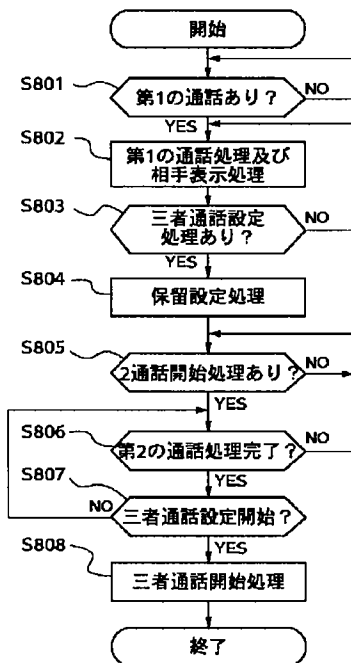 開始
S801
第1の通話あり？
NO
YES
S802
第1の通話処理及び
相手表示処理
S803
三者通話設定
処理あり？
NO
YES
S804
保留設定処理
S805
2通話開始処理あり？
NO
YES
S806
第2の通話処理完了？
NO
YES
S807
三者通話設定開始？
NO
YES
S808
三者通話開始処理
終了